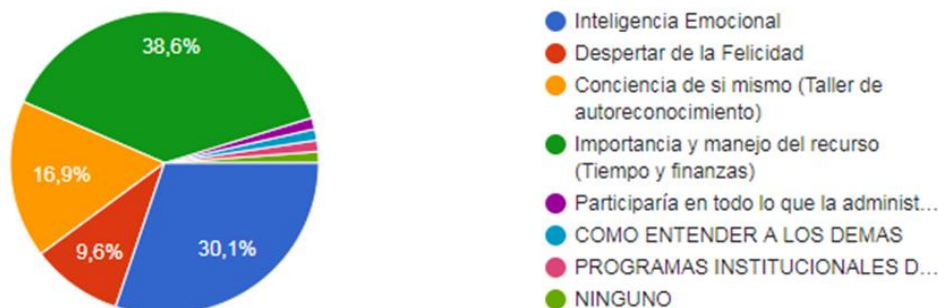 38,6%
16,9%
9,6%
30,1%
Inteligencia Emocional
Despertar de la Felicidad
Conciencia de si mismo (Taller de
autoreconocimiento)
Importancia y manejo del recurso
(Tiempo y finanzas)
Participaría en todo lo que la administ...
COMO ENTENDER A LOS DEMAS
PROGRAMAS INSTITUCIONALES D...
NINGUNO